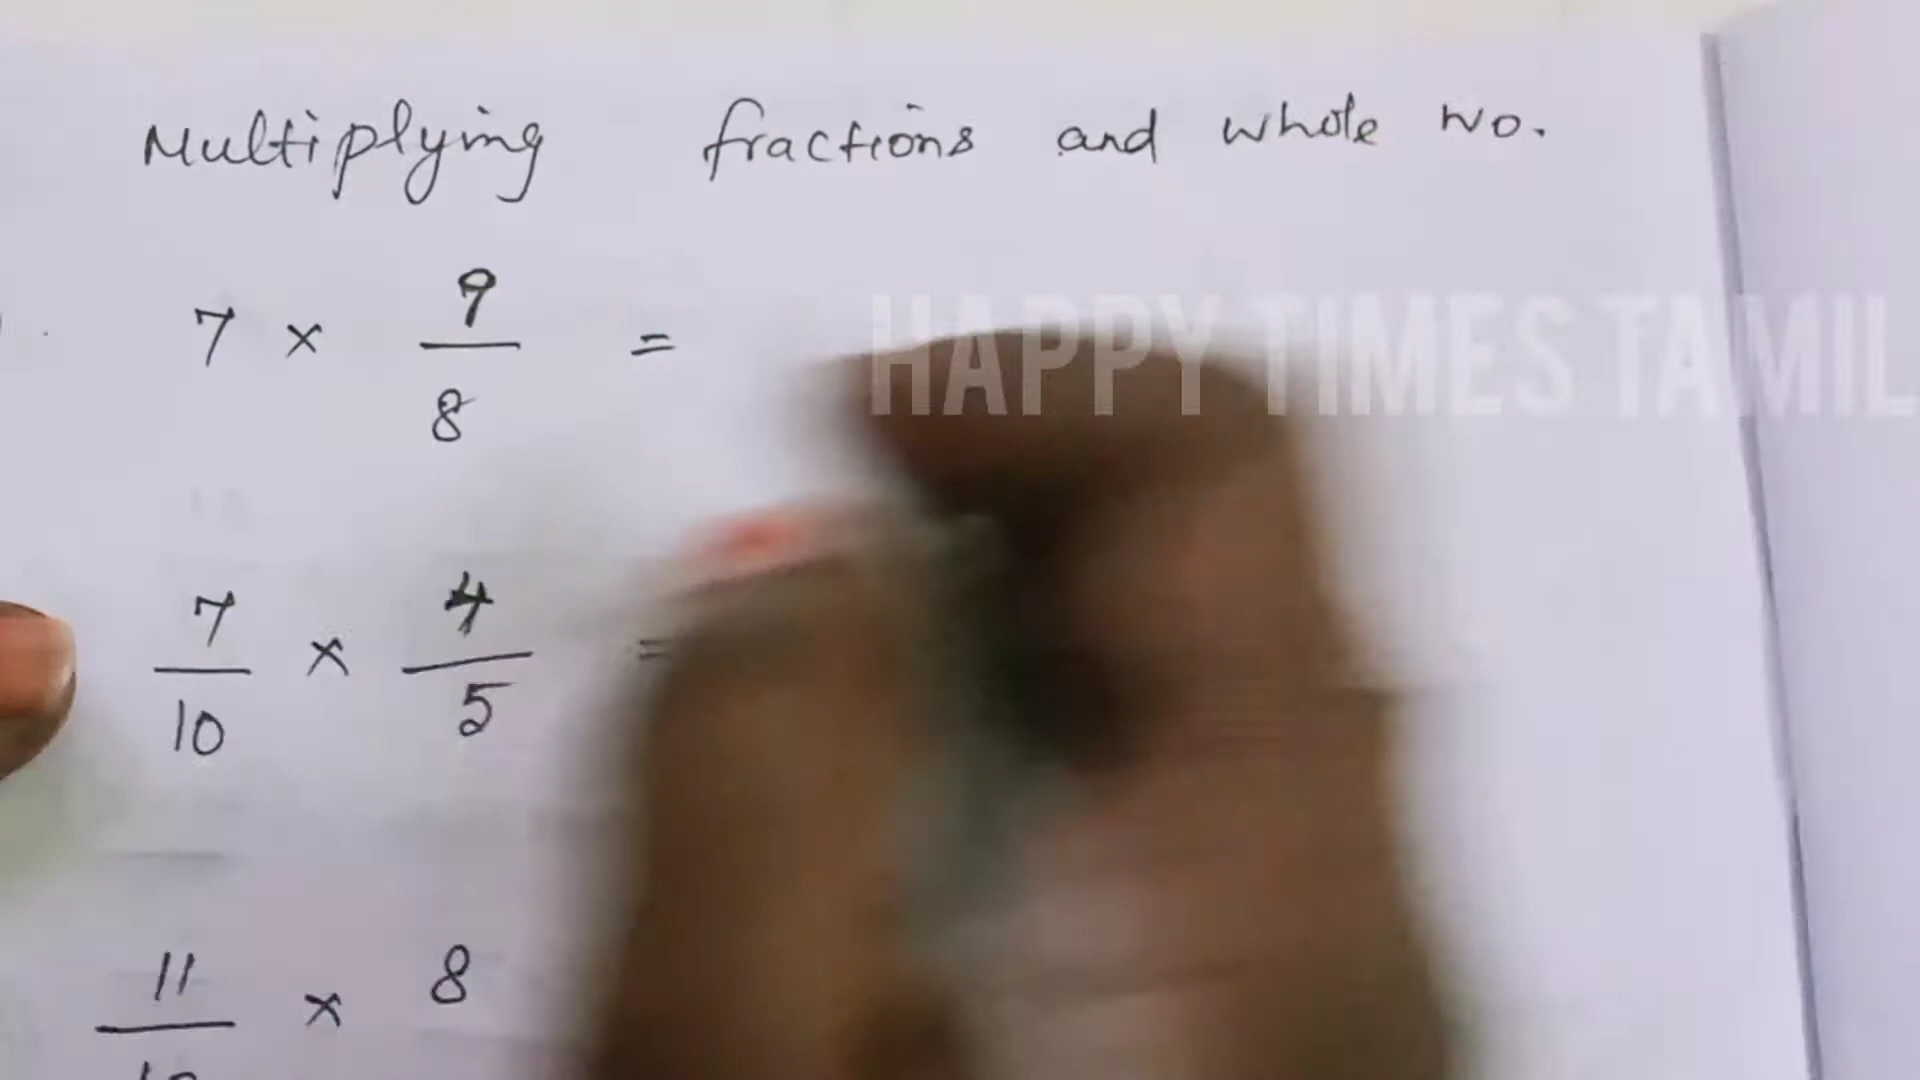 Multiplying fractions and whole No.
7 × 9/8 =
HAPPY TIMES TAMIL
7/10 × 4/5 =
11
× 8